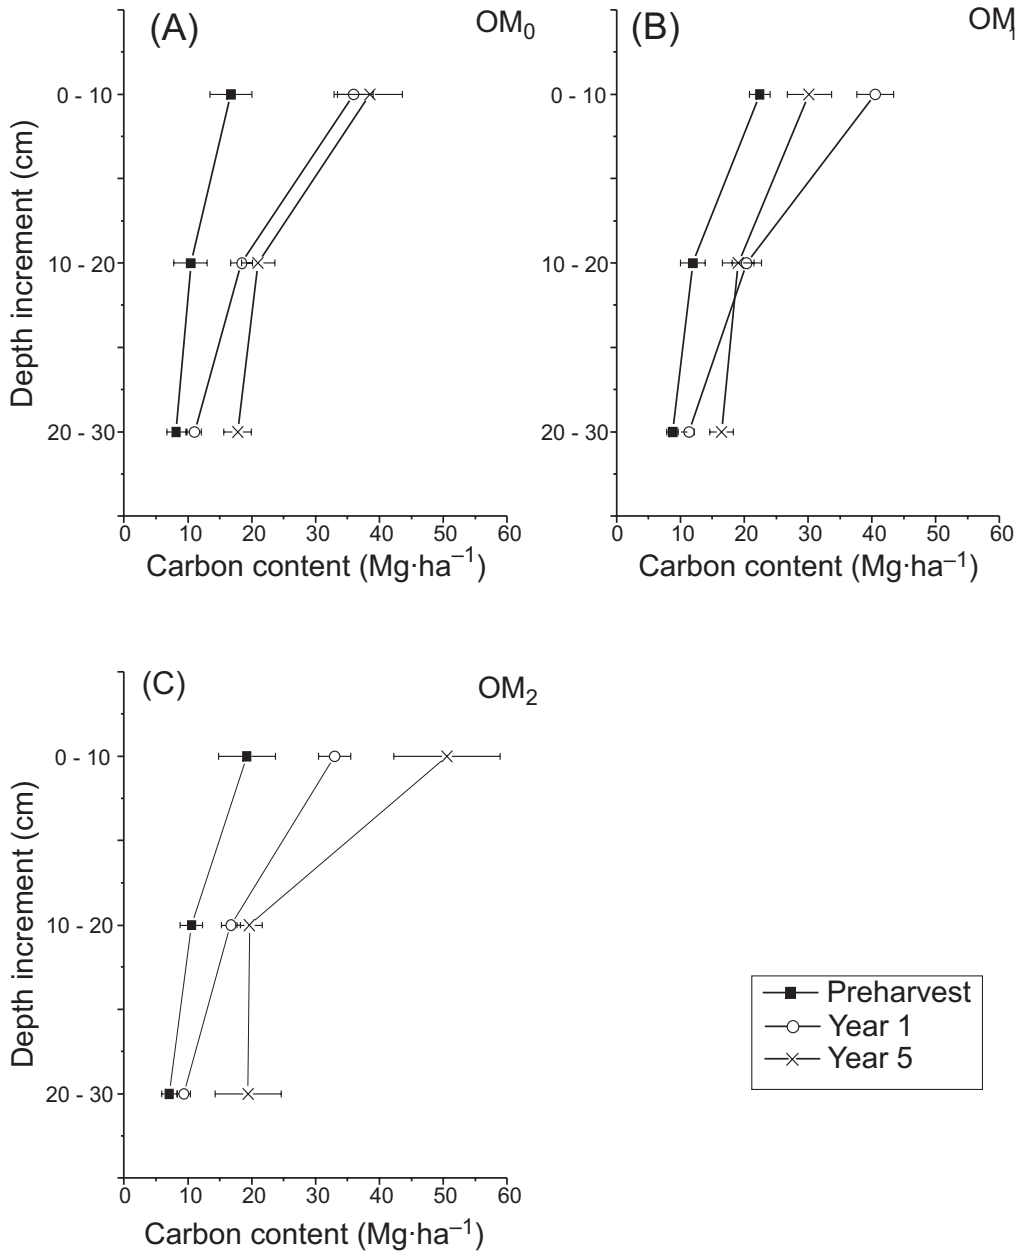 (A)
OM₀
Depth increment (cm)
0 - 10
10 - 20
20 - 30
0 10 20 30 40 50 60
Carbon content (Mg·ha⁻¹)
(B)
OM₁
0 - 10
10 - 20
20 - 30
0 10 20 30 40 50 60
Carbon content (Mg·ha⁻¹)
(C)
OM₂
Depth increment (cm)
0 - 10
10 - 20
20 - 30
0 10 20 30 40 50 60
Carbon content (Mg·ha⁻¹)
Preharvest
Year 1
Year 5